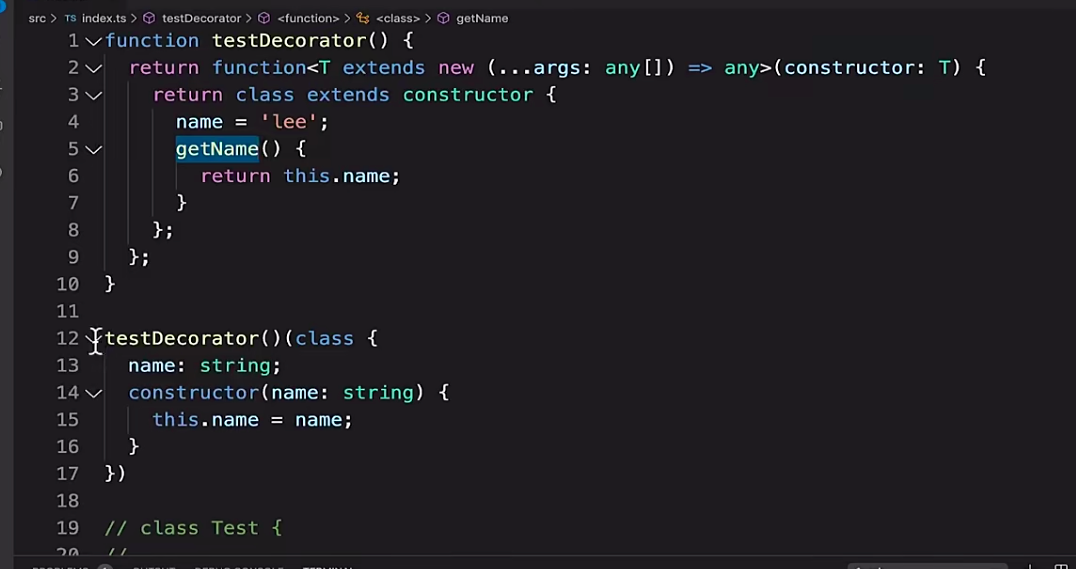 src > TS index.ts > testDecorator > <function> > <class> > getName
1 function testDecorator() {
2 return function<T extends new (...args: any[]) => any>(constructor: T) {
3 return class extends constructor {
4 name = 'lee';
5 getName() {
6 return this.name;
7 }
8 };
9 };
10 }
11
12 testDecorator()(class {
13 name: string;
14 constructor(name: string) {
15 this.name = name;
16 }
17 })
18
19 // class Test {
20 //